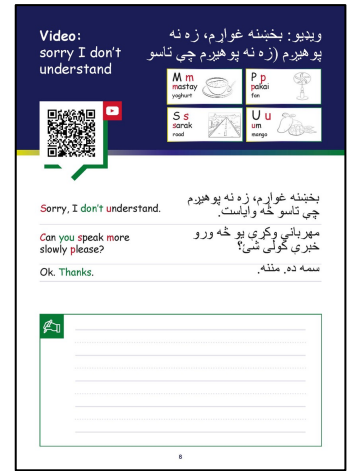 Video:
sorry I don't
understand
ویډیو: بخښنه غواړم، زه نه
پوهیږم (زه نه پوهیږم چې تاسو
M m
mastay
yoghurt
P p
pakai
fan
S s
sarak
road
U u
um
mango
Sorry, I don't understand.
بخښنه غواړم، زه نه پوهیږم
چې تاسو څه وایاست.
Can you speak more
slowly please?
مهرباني وکړې یو څه ورو
خبرې کولی شئ؟
Ok. Thanks.
سمه ده. مننه.
8